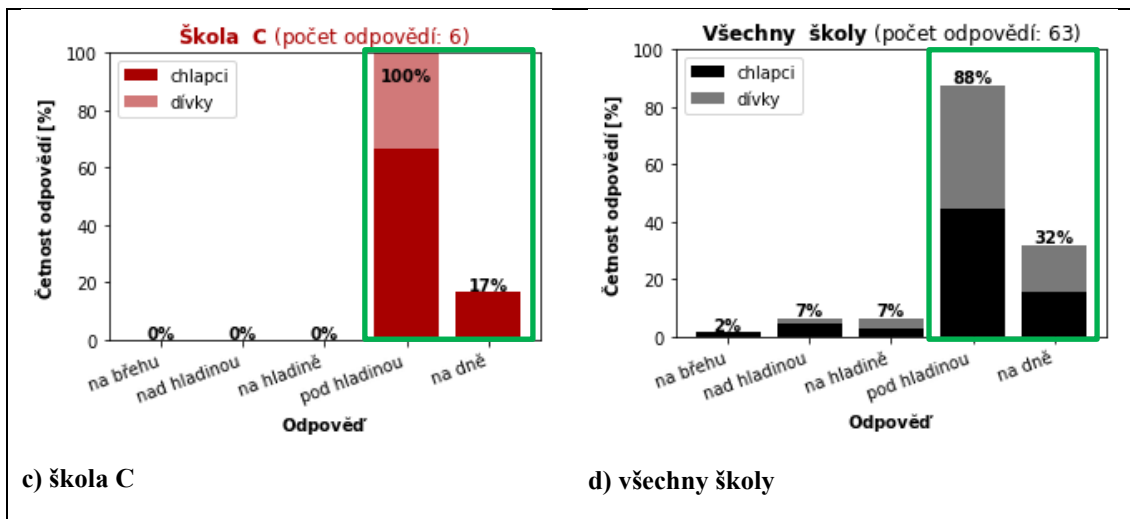 Škola C (počet odpovědí: 6)
100
80
60
40
20
0
Četnost odpovědí [%]
chlapci
dívky
0%
0%
0%
100%
17%
na břehu
nad hladinou
na hladině
pod hladinou
na dně
Odpověď
c) škola C
Všechny školy (počet odpovědí: 63)
100
80
60
40
20
0
Četnost odpovědí [%]
chlapci
dívky
2%
7%
7%
88%
32%
na břehu
nad hladinou
na hladině
pod hladinou
na dně
Odpověď
d) všechny školy